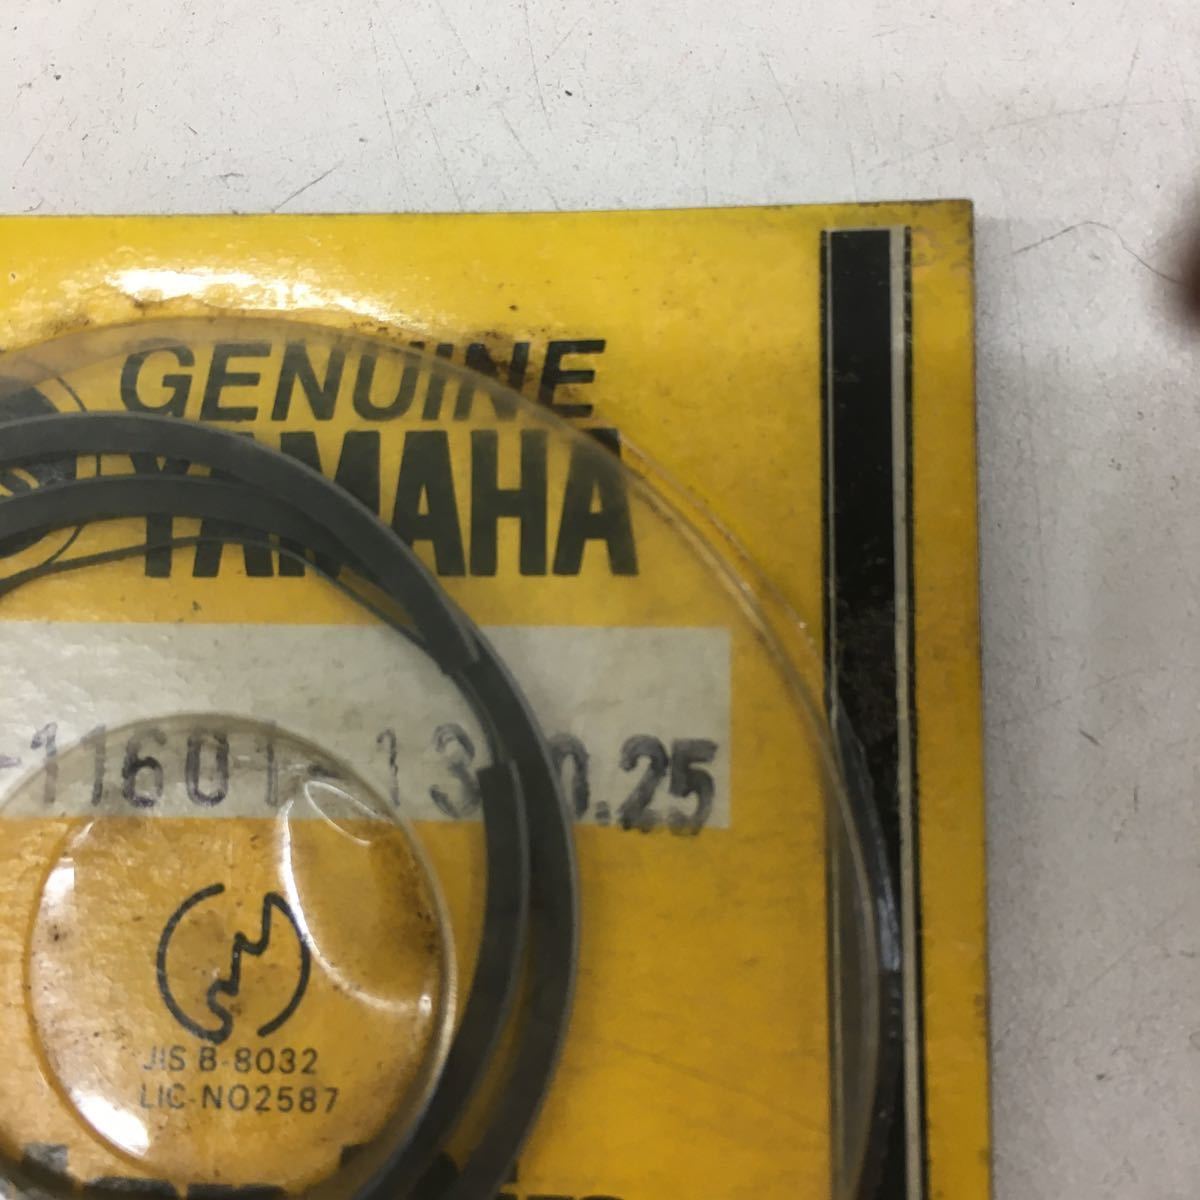 GENUINE
YAMAHA
-11601-13 0.25
JIS B-8032
LIC-NO2587